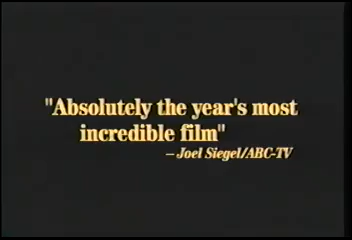 "Absolutely the year's most
incredible film"
– Joel Siegel/ABC-TV